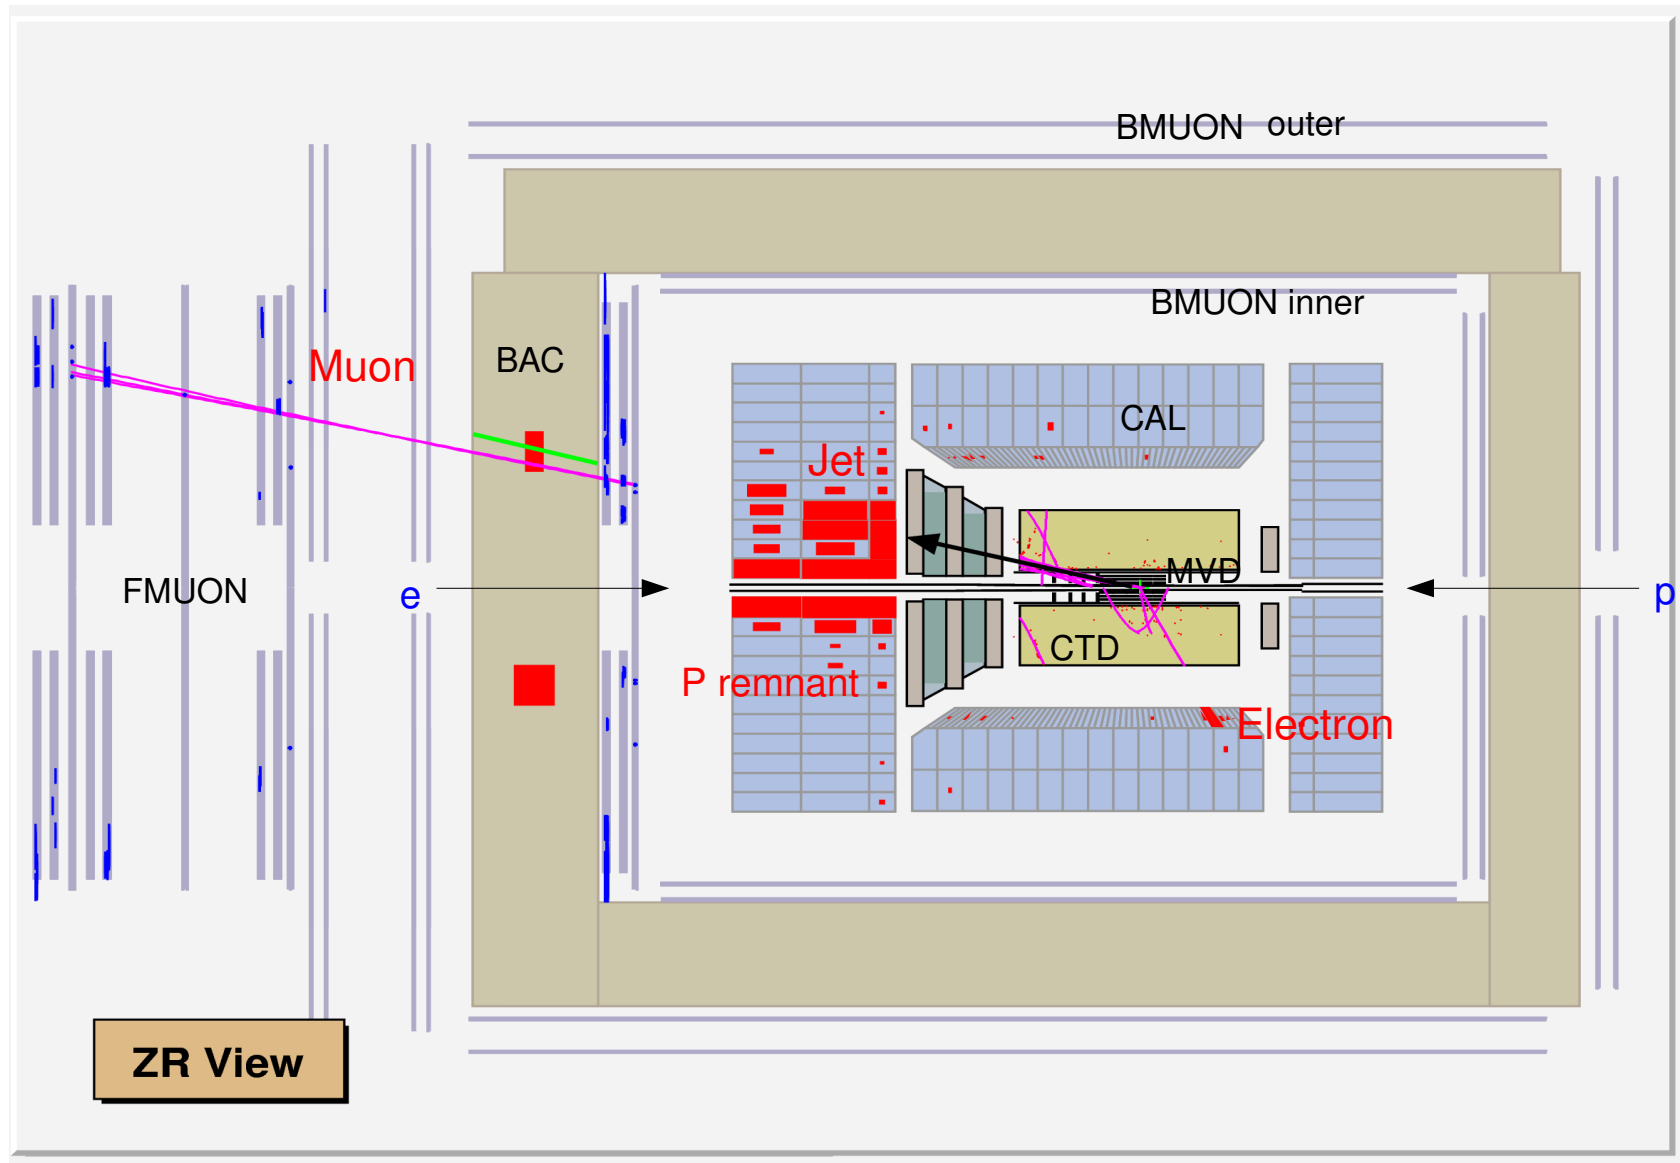 BMUON outer
BMUON inner
Muon
BAC
CAL
Jet
FMUON
e
MVD
p
CTD
P remnant
Electron
ZR View